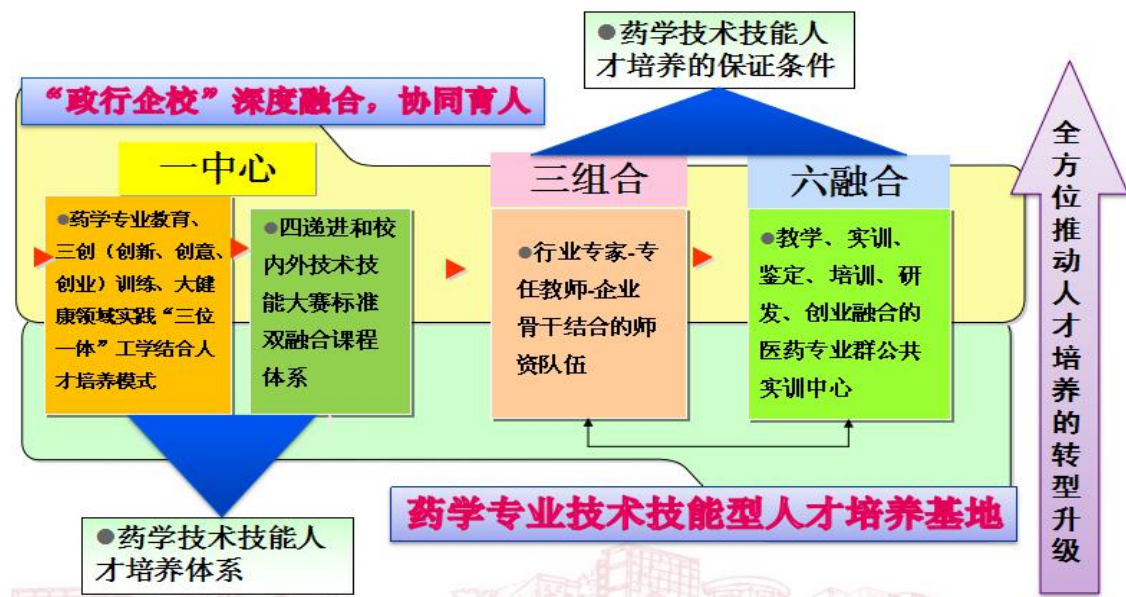 ●药学技术技能人
才培养的保证条件
“政行企校”深度融合，协同育人
一中心
三组合
六融合
●药学专业教育、
三创（创新、创意、
创业）训练、大健
康领域实践“三位
一体”工学结合人
才培养模式
●四递进和校
内外技术技
能大赛标准
双融合课程
体系
●行业专家-专
任教师-企业
骨干结合的师
资队伍
●教学、实训、
鉴定、培训、研
发、创业融合的
医药专业群公共
实训中心
药学专业技术技能型人才培养基地
●药学技术技能人
才培养体系
全方位推动人才培养的转型升级